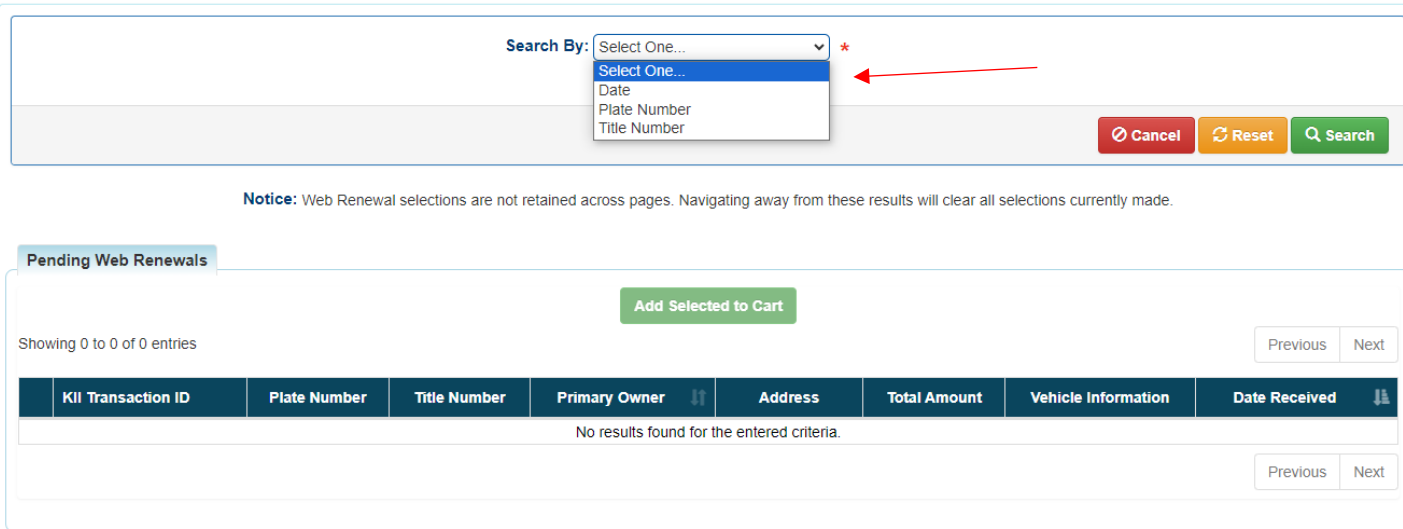 Search By: Select One... *
Select One...
Date
Plate Number
Title Number
Cancel Reset Search
Notice: Web Renewal selections are not retained across pages. Navigating away from these results will clear all selections currently made.
Pending Web Renewals
Add Selected to Cart
Showing 0 to 0 of 0 entries
Previous Next
KII Transaction ID Plate Number Title Number Primary Owner Address Total Amount Vehicle Information Date Received
No results found for the entered criteria.
Previous Next